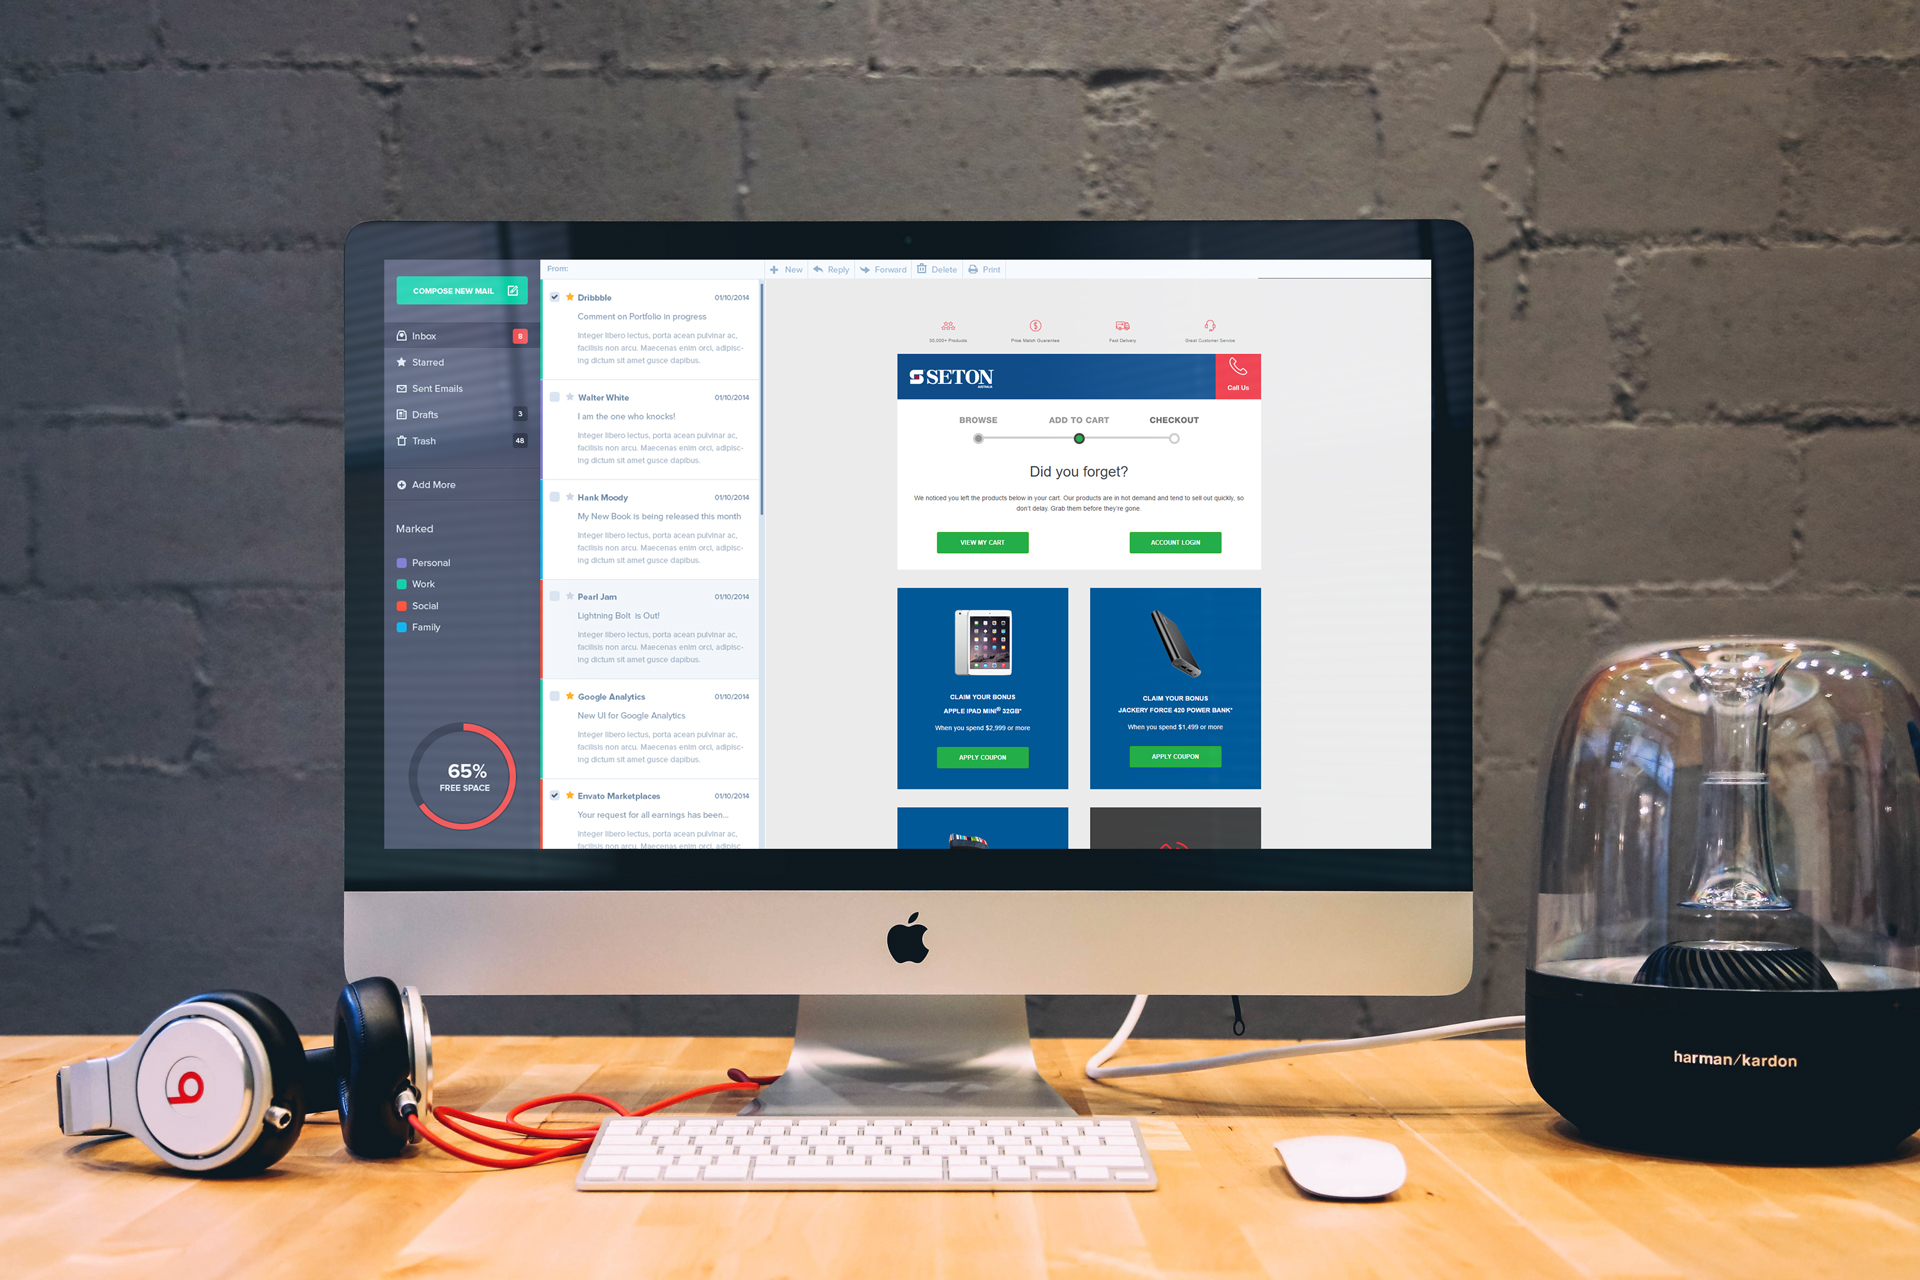 COMPOSE NEW MAIL
Inbox
8
Starred
Sent Emails
Drafts
3
Trash
48
Add More
Marked
Personal
Work
Social
Family
65%
FREE SPACE
From:
Dribbble
01/10/2014
Comment on Portfolio in progress
Integer libero lectus, porta acean pulvinar ac,
facilisis non arcu. Maecenas enim orci, adipisc-
ing dictum sit amet gusce dapibus.
Walter White
01/10/2014
I am the one who knocks!
Integer libero lectus, porta acean pulvinar ac,
facilisis non arcu. Maecenas enim orci, adipisc-
ing dictum sit amet gusce dapibus.
Hank Moody
01/10/2014
My New Book is being released this month
Integer libero lectus, porta acean pulvinar ac,
facilisis non arcu. Maecenas enim orci, adipisc-
ing dictum sit amet gusce dapibus.
Pearl Jam
01/10/2014
Lightning Bolt is Out!
Integer libero lectus, porta acean pulvinar ac,
facilisis non arcu. Maecenas enim orci, adipisc-
ing dictum sit amet gusce dapibus.
Google Analytics
01/10/2014
New UI for Google Analytics
Integer libero lectus, porta acean pulvinar ac,
facilisis non arcu. Maecenas enim orci, adipisc-
ing dictum sit amet gusce dapibus.
Envato Marketplaces
01/10/2014
Your request for all earnings has been...
Integer libero lectus, porta acean pulvinar ac,
facilisis non arcu. Maecenas enim orci, adipisc
New
Reply
Forward
Delete
Print
30,000+ Products
Price Match Guarantee
Fast Delivery
Great Customer Service
SETON
AUSTRALIA
Call Us
BROWSE
ADD TO CART
CHECKOUT
Did you forget?
We noticed you left the products below in your cart. Our products are in hot demand and tend to sell out quickly, so
don't delay. Grab them before they're gone.
VIEW MY CART
ACCOUNT LOGIN
CLAIM YOUR BONUS
APPLE IPAD MINI® 32GB*
When you spend $2,999 or more
APPLY COUPON
CLAIM YOUR BONUS
JACKERY FORCE 420 POWER BANK*
When you spend $1,499 or more
APPLY COUPON
b
harman/kardon